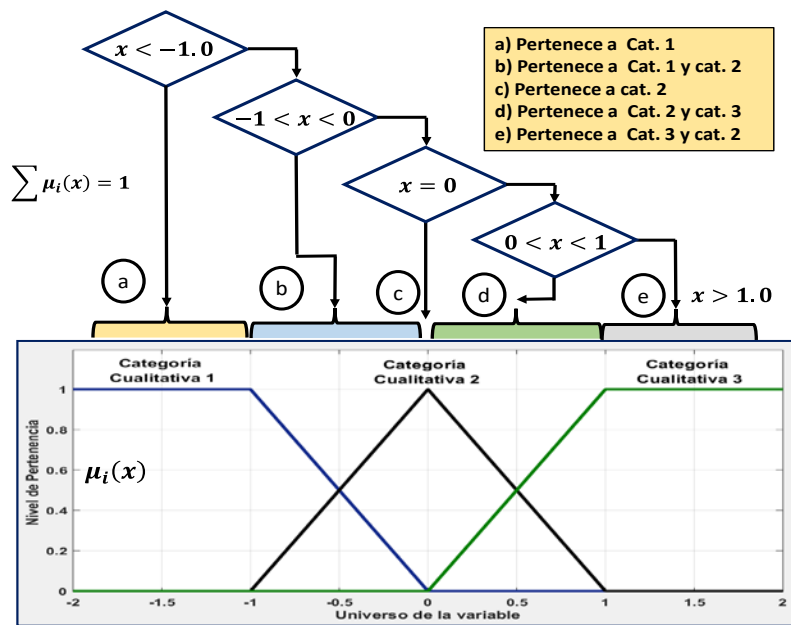 x < −1.0
−1 < x < 0
x = 0
0 < x < 1
x > 1.0
a) Pertenece a Cat. 1
b) Pertenece a Cat. 1 y cat. 2
c) Pertenece a cat. 2
d) Pertenece a Cat. 2 y cat. 3
e) Pertenece a Cat. 3 y cat. 2
∑ μᵢ(x) = 1
a
b
c
d
e
Categoría
Cualitativa 1
Categoría
Cualitativa 2
Categoría
Cualitativa 3
μᵢ(x)
Nivel de Pertenencia
1
0.8
0.6
0.4
0.2
0
-2
-1.5
-1
-0.5
0
0.5
1
1.5
2
Universo de la variable